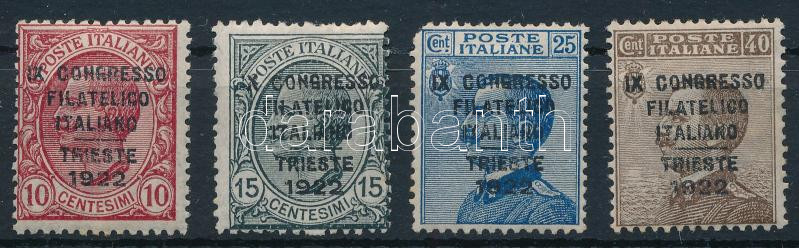 POSTE ITALIANE
IX CONGRESSO
FILATELICO
ITALIANO
TRIESTE
1922
10 10
CENTESIMI
POSTE ITALIANE
IX CONGRESSO
FILATELICO
ITALIANO
TRIESTE
1922
15 15
CENTESIMI
Cent. POSTE ITALIANE 25
IX CONGRESSO
FILATELICO
ITALIANO
TRIESTE
1922
Cent. POSTE ITALIANE 40
IX CONGRESSO
FILATELICO
ITALIANO
TRIESTE
1922
darabanth